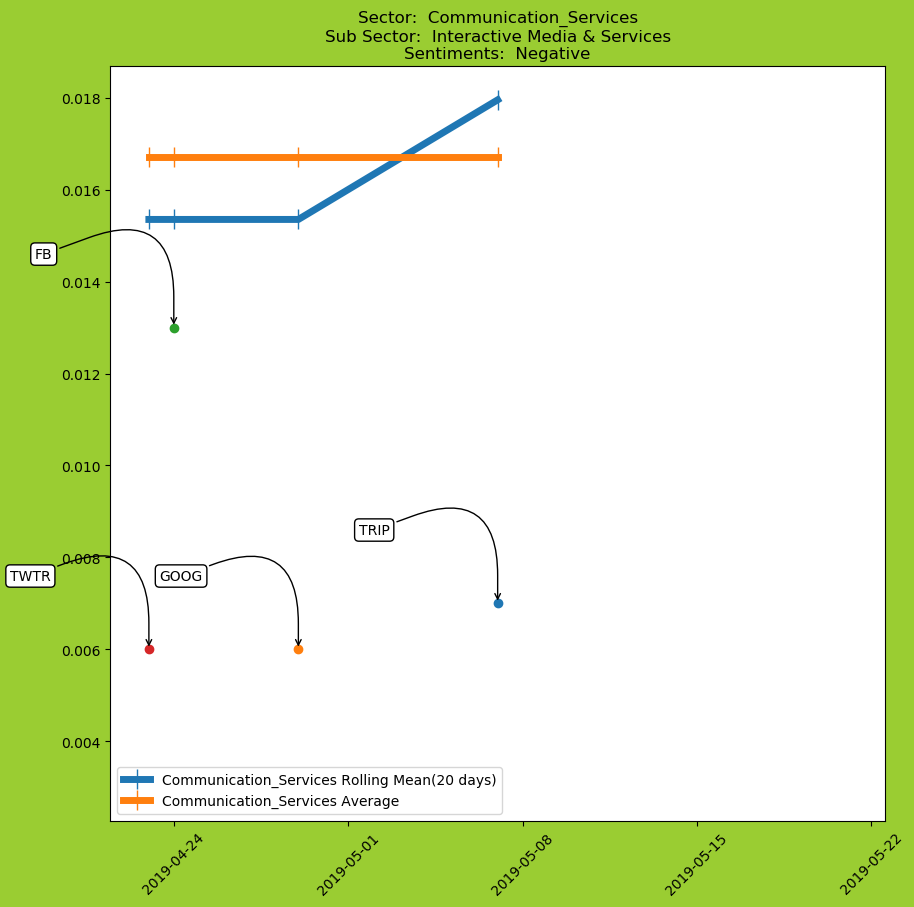 Sector:  Communication_Services
Sub Sector:  Interactive Media & Services
Sentiments:  Negative
0.018
0.016
FB
0.014
0.012
0.010
TRIP
0.008
TWTR
GOOG
0.006
0.004
Communication_Services Rolling Mean(20 days)
Communication_Services Average
2019-04-24
2019-05-01
2019-05-08
2019-05-15
2019-05-22